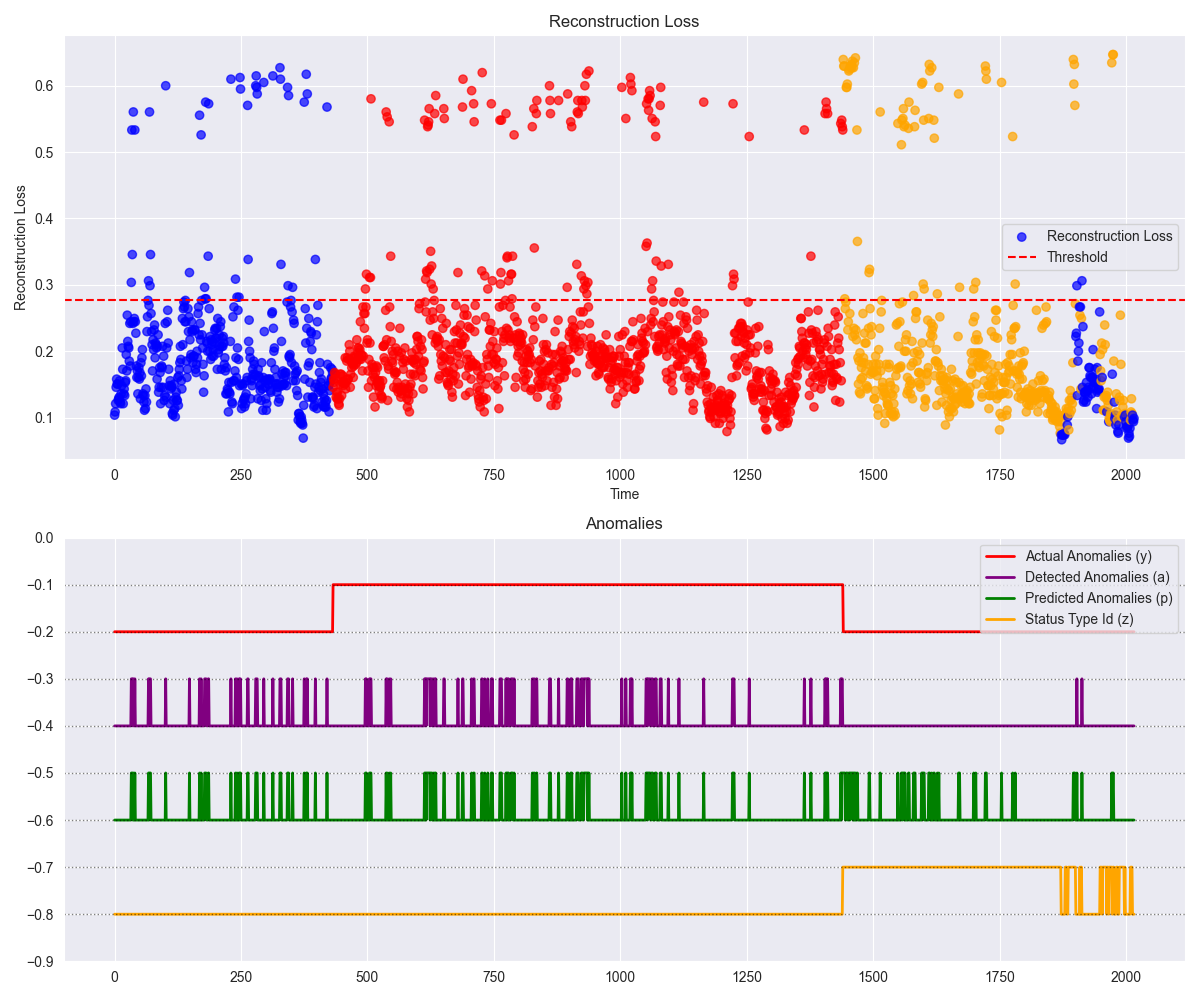 Reconstruction Loss
Reconstruction Loss
0.6
0.5
0.4
0.3
0.2
0.1
Reconstruction Loss
Threshold
0 250 500 750 1000 1250 1500 1750 2000
Time
Anomalies
0.0
−0.1
−0.2
−0.3
−0.4
−0.5
−0.6
−0.7
−0.8
−0.9
Actual Anomalies (y)
Detected Anomalies (a)
Predicted Anomalies (p)
Status Type Id (z)
0 250 500 750 1000 1250 1500 1750 2000